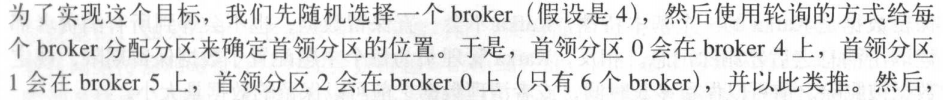 为了实现这个目标，我们先随机选择一个 broker（假设是 4），然后使用轮询的方式给每
个 broker 分配分区来确定首领分区的位置。于是，首领分区 0 会在 broker 4 上，首领分区
1 会在 broker 5 上，首领分区 2 会在 broker 0 上（只有 6 个 broker），并以此类推。然后，